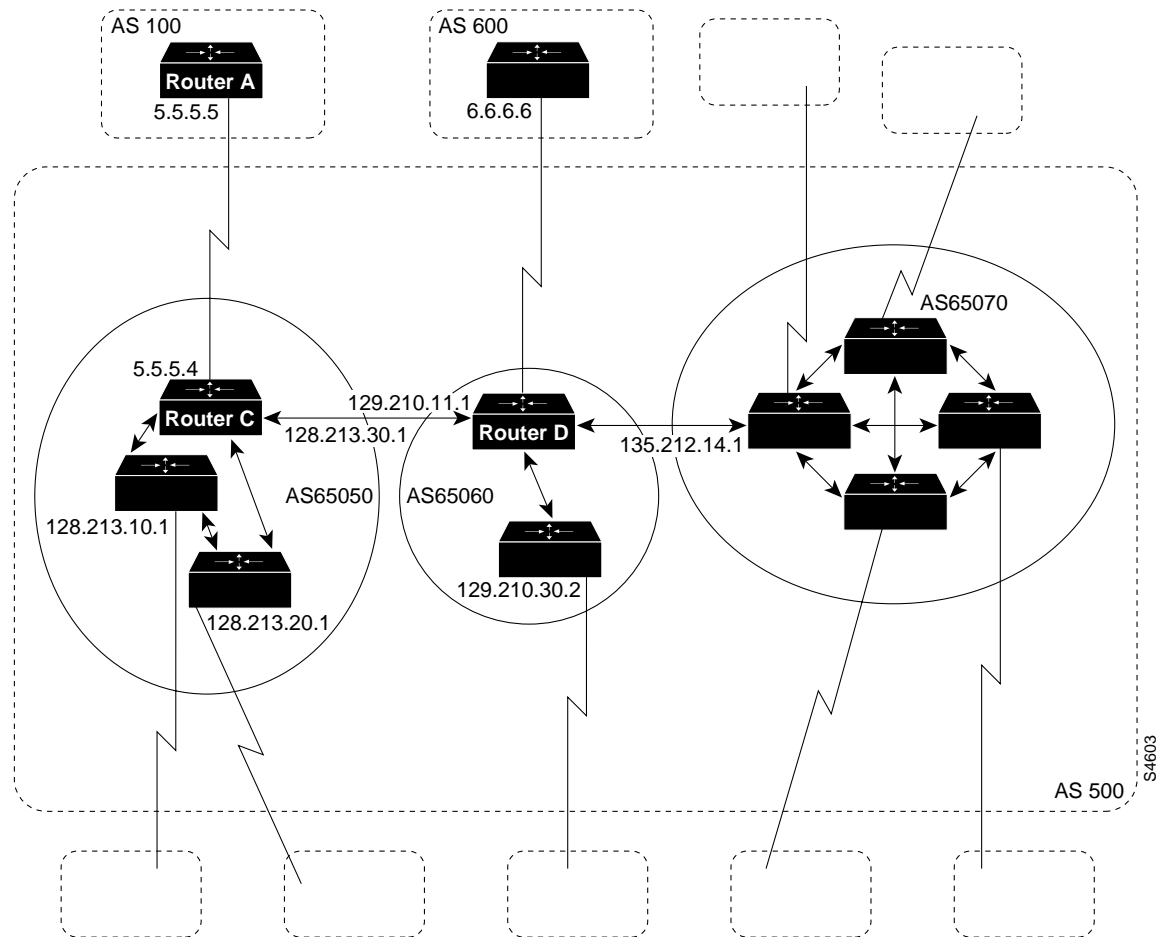 AS 100
Router A
5.5.5.5
AS 600
6.6.6.6
AS65070
5.5.5.4
Router C
129.210.11.1
128.213.30.1
Router D
135.212.14.1
AS65050
AS65060
128.213.10.1
128.213.20.1
129.210.30.2
AS 500
S4603